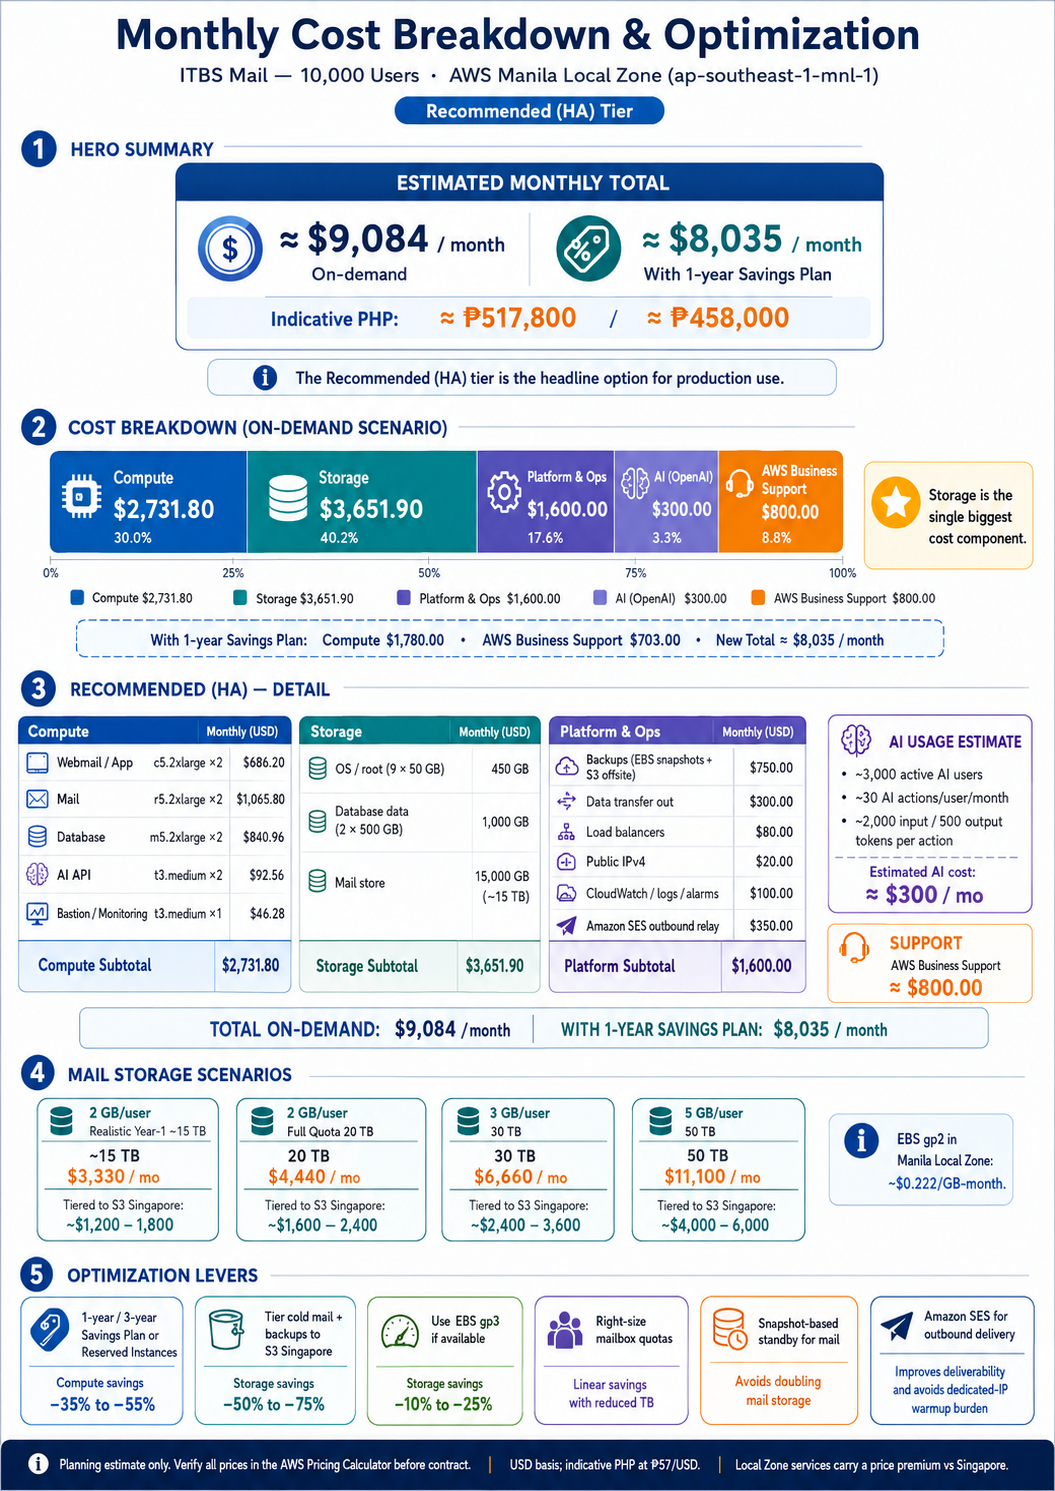 Monthly Cost Breakdown & Optimization
ITBS Mail — 10,000 Users • AWS Manila Local Zone (ap-southeast-1-mnl-1)
Recommended (HA) Tier
1 HERO SUMMARY
ESTIMATED MONTHLY TOTAL
$
≈ $9,084 / month
On-demand
%
≈ $8,035 / month
With 1-year Savings Plan
Indicative PHP: ≈ ₱517,800 / ≈ ₱458,000
i The Recommended (HA) tier is the headline option for production use.
2 COST BREAKDOWN (ON-DEMAND SCENARIO)
Compute
$2,731.80
30.0%
Storage
$3,651.90
40.2%
Platform & Ops
$1,600.00
17.6%
AI (OpenAI)
$300.00
3.3%
AWS Business
Support
$800.00
8.8%
Storage is the
single biggest
cost component.
0% 25% 50% 75% 100%
Compute $2,731.80 Storage $3,651.90 Platform & Ops $1,600.00 AI (OpenAI) $300.00 AWS Business Support $800.00
With 1-year Savings Plan: Compute $1,780.00 • AWS Business Support $703.00 • New Total ≈ $8,035 / month
3 RECOMMENDED (HA) — DETAIL
Compute Monthly (USD)
Webmail / App c5.2xlarge ×2 $686.20
Mail r5.2xlarge ×2 $1,065.80
Database m5.2xlarge ×2 $840.96
AI API t3.medium ×2 $92.56
Bastion / Monitoring t3.medium ×1 $46.28
Compute Subtotal $2,731.80
Storage Monthly (USD)
OS / root (9 × 50 GB) 450 GB
Database data
(2 × 500 GB) 1,000 GB
Mail store 15,000 GB
(~15 TB)
Storage Subtotal $3,651.90
Platform & Ops Monthly (USD)
Backups (EBS snapshots +
S3 offsite) $750.00
Data transfer out $300.00
Load balancers $80.00
Public IPv4 $20.00
CloudWatch / logs / alarms $100.00
Amazon SES outbound relay $350.00
Platform Subtotal $1,600.00
AI USAGE ESTIMATE
• ~3,000 active AI users
• ~30 AI actions/user/month
• ~2,000 input / 500 output
tokens per action
Estimated AI cost:
≈ $300 / mo
SUPPORT
AWS Business Support
≈ $800.00
TOTAL ON-DEMAND: $9,084 /month WITH 1-YEAR SAVINGS PLAN: $8,035 / month
4 MAIL STORAGE SCENARIOS
2 GB/user
Realistic Year-1 ~15 TB
~15 TB
$3,330 / mo
Tiered to S3 Singapore:
~$1,200 – 1,800
2 GB/user
Full Quota 20 TB
20 TB
$4,440 / mo
Tiered to S3 Singapore:
~$1,600 – 2,400
3 GB/user
30 TB
30 TB
$6,660 / mo
Tiered to S3 Singapore:
~$2,400 – 3,600
5 GB/user
50 TB
50 TB
$11,100 / mo
Tiered to S3 Singapore:
~$4,000 – 6,000
i
EBS gp2 in
Manila Local Zone:
~$0.222/GB-month.
5 OPTIMIZATION LEVERS
1-year / 3-year
Savings Plan or
Reserved Instances
Compute savings
−35% to −55%
Tier cold mail +
backups to
S3 Singapore
Storage savings
−50% to −75%
Use EBS gp3
if available
Storage savings
−10% to −25%
Right-size
mailbox quotas
Linear savings
with reduced TB
Snapshot-based
standby for mail
Avoids doubling
mail storage
Amazon SES for
outbound delivery
Improves deliverability
and avoids dedicated-IP
warmup burden
i Planning estimate only. Verify all prices in the AWS Pricing Calculator before contract. | USD basis; indicative PHP at ₱57/USD. | Local Zone services carry a price premium vs Singapore.